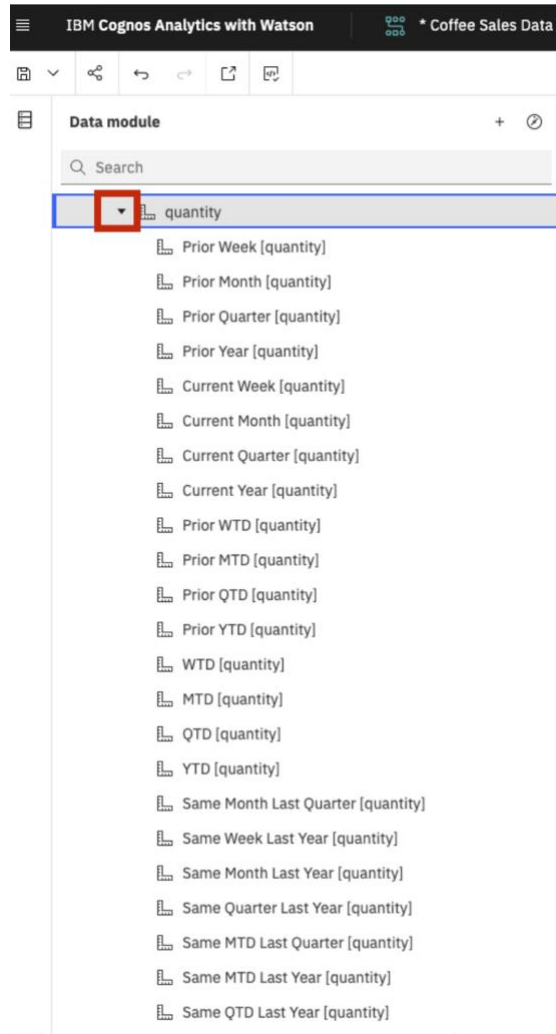 IBM Cognos Analytics with Watson
* Coffee Sales Data
Data module
Search
quantity
Prior Week [quantity]
Prior Month [quantity]
Prior Quarter [quantity]
Prior Year [quantity]
Current Week [quantity]
Current Month [quantity]
Current Quarter [quantity]
Current Year [quantity]
Prior WTD [quantity]
Prior MTD [quantity]
Prior QTD [quantity]
Prior YTD [quantity]
WTD [quantity]
MTD [quantity]
QTD [quantity]
YTD [quantity]
Same Month Last Quarter [quantity]
Same Week Last Year [quantity]
Same Month Last Year [quantity]
Same Quarter Last Year [quantity]
Same MTD Last Quarter [quantity]
Same MTD Last Year [quantity]
Same QTD Last Year [quantity]